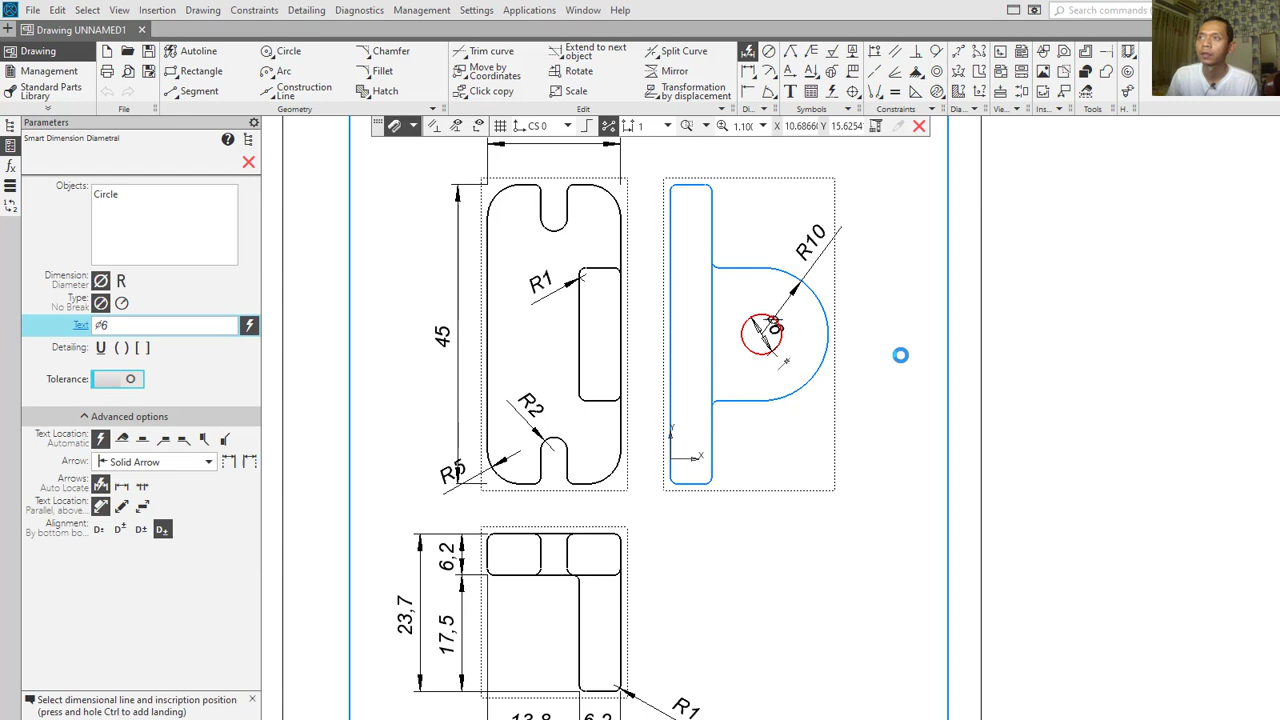 File Edit Select View Insertion Drawing Constraints Detailing Diagnostics Management Settings Applications Window Help
Search commands
Drawing UNNAMED1
Drawing
Management
Standard Parts Library
File
Autoline
Rectangle
Segment
Circle
Arc
Construction Line
Chamfer
Fillet
Hatch
Geometry
Trim curve
Move by Coordinates
Click copy
Extend to next object
Rotate
Scale
Split Curve
Mirror
Transformation by displacement
Edit
Di...
Symbols
Constraints
Dia...
Vie...
Ins...
Tools
H..
Parameters
CS 0
1
1.100
X 10.6866
Y 15.6254
Smart Dimension Diametral
Objects:
Circle
Dimension:
Diameter
R
Type:
No Break
Text
⌀6
Detailing:
U ( ) [ ]
Tolerance:
Advanced options
Text Location:
Automatic
Arrow:
Solid Arrow
Arrows:
Auto Locate
Text Location:
Parallel, above...
Alignment:
By bottom bo...
Select dimensional line and inscription position (press and hole Ctrl to add landing)
45
R1
R2
R5
R10
⌀6
Y
X
23,7
6,2
17,5
R1
13,8
6,2